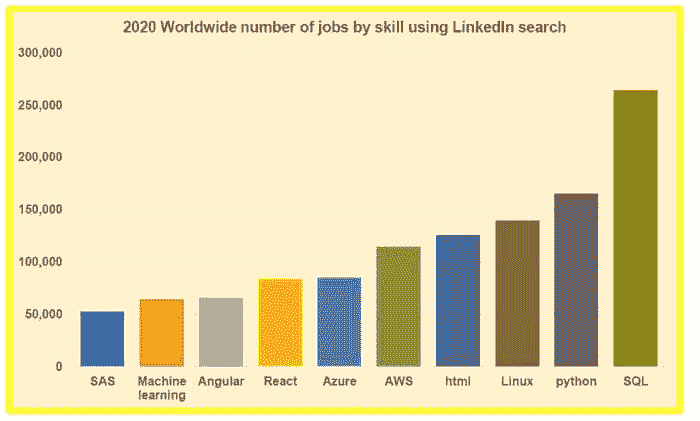 2020 Worldwide number of jobs by skill using LinkedIn search
300,000
250,000
200,000
150,000
100,000
50,000
0
SAS
Machine
learning
Angular
React
Azure
AWS
html
Linux
python
SQL